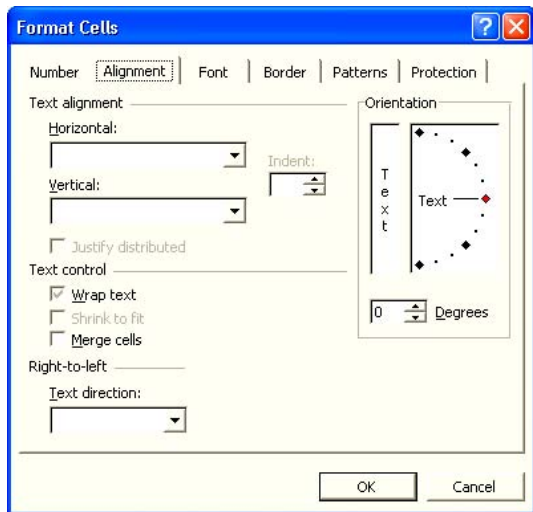 Format Cells
Number Alignment Font Border Patterns Protection
Text alignment
Horizontal:
Indent:
Vertical:
Justify distributed
Text control
Wrap text
Shrink to fit
Merge cells
Right-to-left
Text direction:
Orientation
T
e
x
t
Text
0 Degrees
OK Cancel